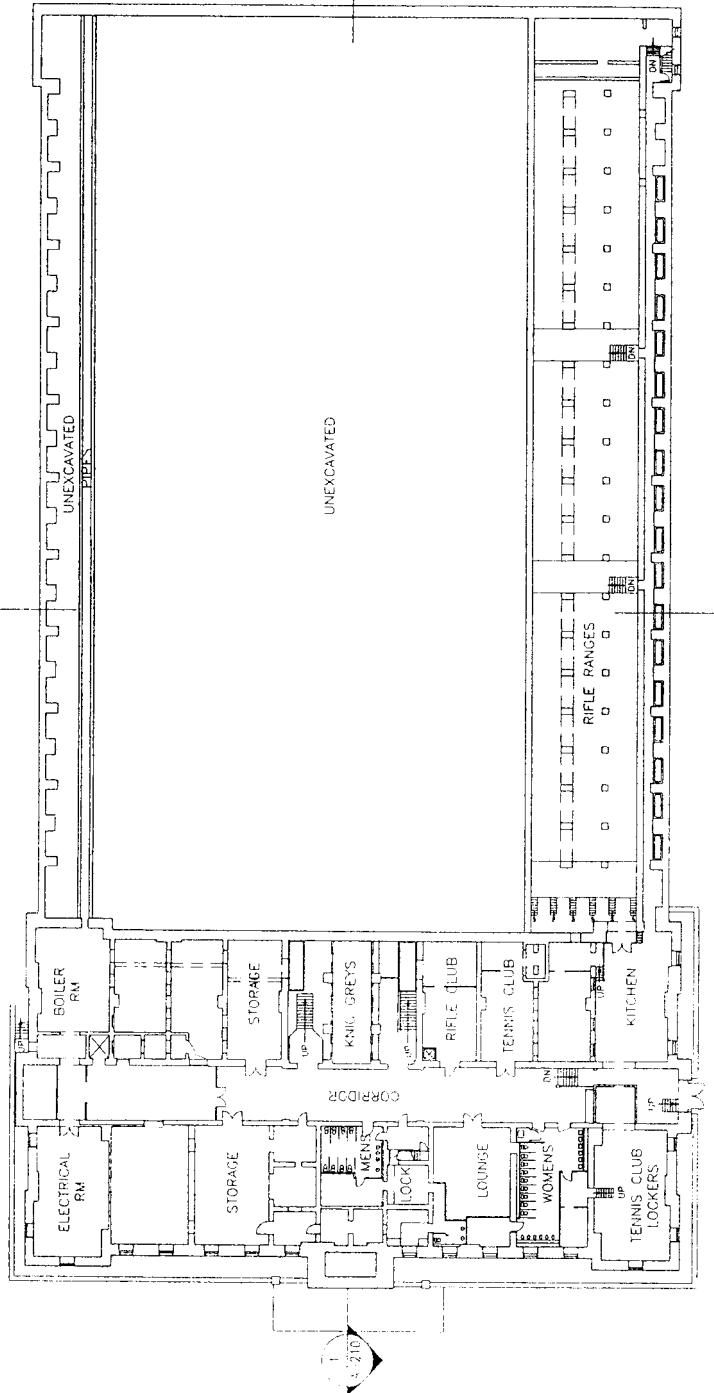 UNEXCAVATED
PIPES
UNEXCAVATED
RIFLE RANGES
DN
DN
DN
BOILER
RM
STORAGE
UP
KNIC. GREYS
UP
RIFLE CLUB
TENNIS CLUB
UP
KITCHEN
UP
CORRIDOR
DN
UP
ELECTRICAL
RM
STORAGE
MENS
LOCK
LOUNGE
WOMENS
UP
TENNIS CLUB
LOCKERS
1
A-210